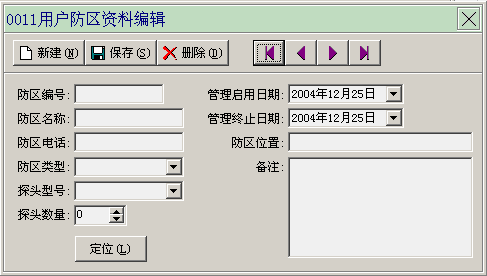 0011用户防区资料编辑
新建(N) 保存(S) 删除(D)
防区编号: 管理启用日期: 2004年12月25日
防区名称: 管理终止日期: 2004年12月25日
防区电话: 防区位置:
防区类型: 备注:
探头型号:
探头数量: 0
定位(L)